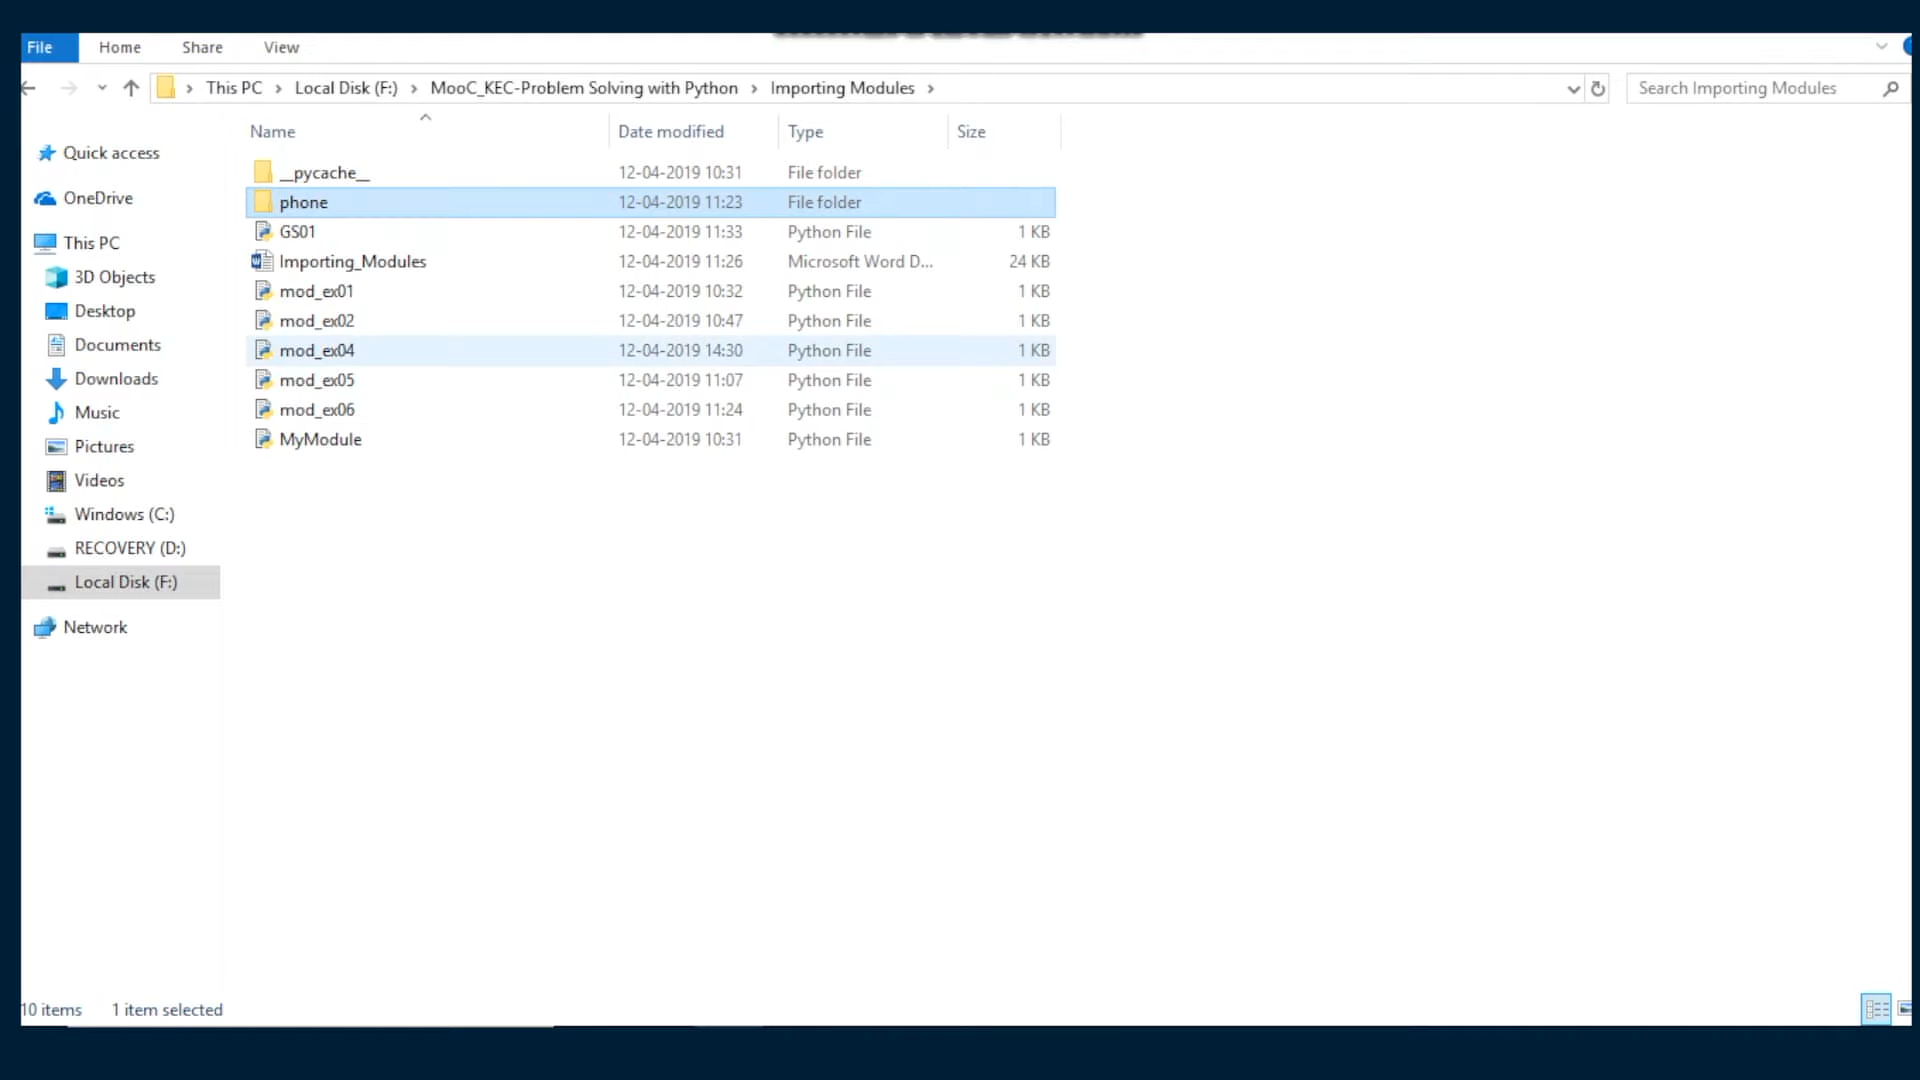 File Home Share View
This PC Local Disk (F:) MooC_KEC-Problem Solving with Python Importing Modules Search Importing Modules
Name Date modified Type Size
Quick access
OneDrive
This PC
3D Objects
Desktop
Documents
Downloads
Music
Pictures
Videos
Windows (C:)
RECOVERY (D:)
Local Disk (F:)
Network
__pycache__ 12-04-2019 10:31 File folder
phone 12-04-2019 11:23 File folder
GS01 12-04-2019 11:33 Python File 1 KB
Importing_Modules 12-04-2019 11:26 Microsoft Word D... 24 KB
mod_ex01 12-04-2019 10:32 Python File 1 KB
mod_ex02 12-04-2019 10:47 Python File 1 KB
mod_ex04 12-04-2019 14:30 Python File 1 KB
mod_ex05 12-04-2019 11:07 Python File 1 KB
mod_ex06 12-04-2019 11:24 Python File 1 KB
MyModule 12-04-2019 10:31 Python File 1 KB
10 items 1 item selected